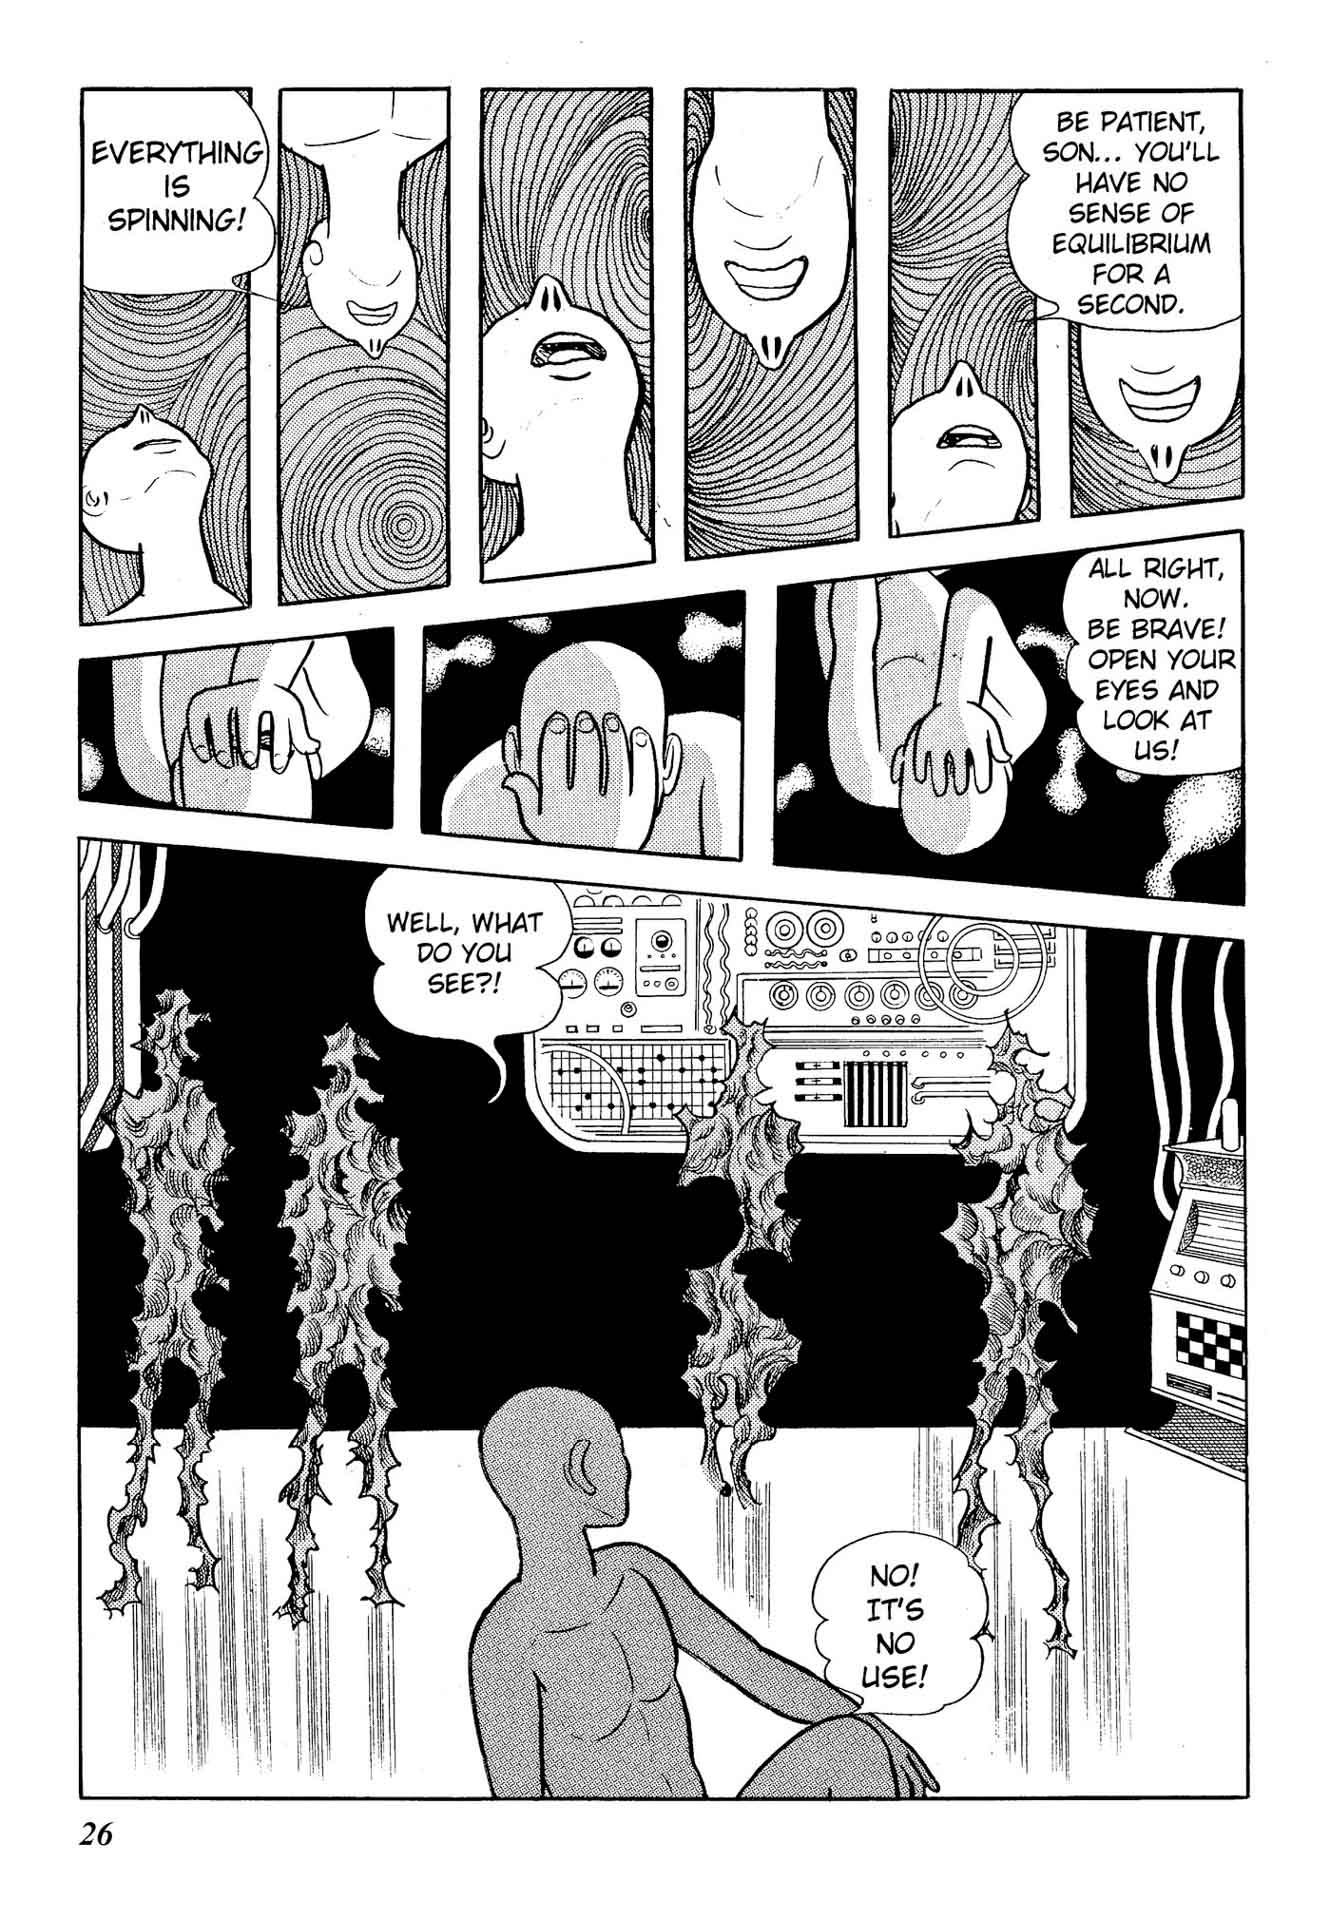 EVERYTHING
IS
SPINNING!
BE PATIENT,
SON... YOU'LL
HAVE NO
SENSE OF
EQUILIBRIUM
FOR A
SECOND.
ALL RIGHT,
NOW.
BE BRAVE!
OPEN YOUR
EYES AND
LOOK AT
US!
WELL, WHAT
DO YOU
SEE?!
NO!
IT'S
NO
USE!
26